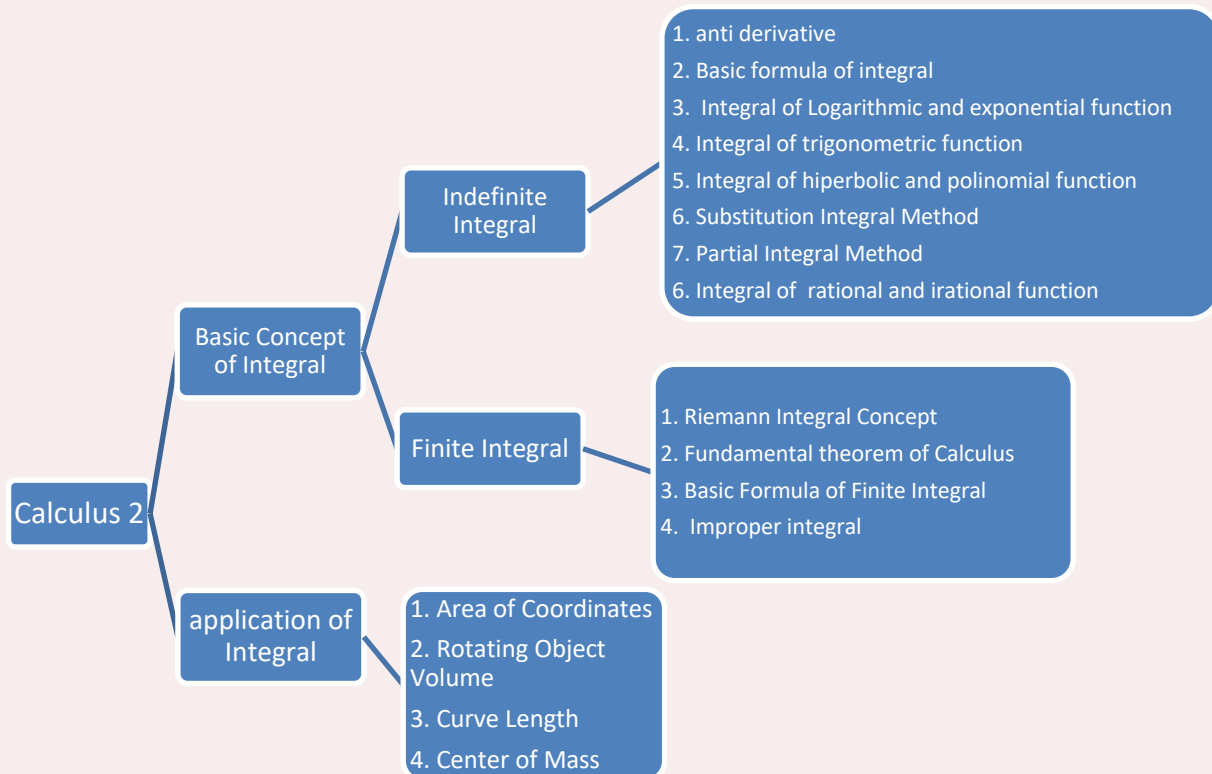 Calculus 2
Basic Concept
of Integral
Indefinite
Integral
1. anti derivative
2. Basic formula of integral
3. Integral of Logarithmic and exponential function
4. Integral of trigonometric function
5. Integral of hiperbolic and polinomial function
6. Substitution Integral Method
7. Partial Integral Method
6. Integral of rational and irational function
Finite Integral
1. Riemann Integral Concept
2. Fundamental theorem of Calculus
3. Basic Formula of Finite Integral
4. Improper integral
application of
Integral
1. Area of Coordinates
2. Rotating Object
Volume
3. Curve Length
4. Center of Mass